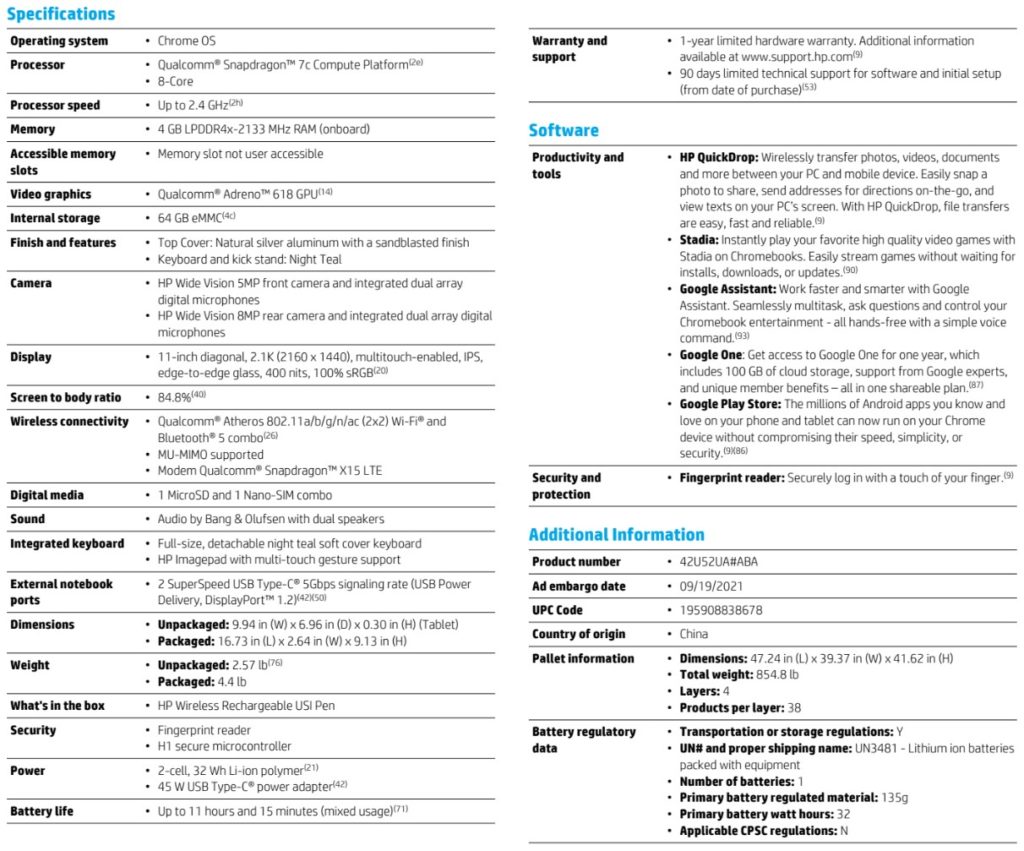 Specifications
Operating system
• Chrome OS
Processor
• Qualcomm® Snapdragon™ 7c Compute Platform(2e)
• 8-Core
Processor speed
• Up to 2.4 GHz(2h)
Memory
• 4 GB LPDDR4x-2133 MHz RAM (onboard)
Accessible memory
slots
• Memory slot not user accessible
Video graphics
• Qualcomm® Adreno™ 618 GPU(14)
Internal storage
• 64 GB eMMC(4c)
Finish and features
• Top Cover: Natural silver aluminum with a sandblasted finish
• Keyboard and kick stand: Night Teal
Camera
• HP Wide Vision 5MP front camera and integrated dual array
digital microphones
• HP Wide Vision 8MP rear camera and integrated dual array digital
microphones
Display
• 11-inch diagonal, 2.1K (2160 x 1440), multitouch-enabled, IPS,
edge-to-edge glass, 400 nits, 100% sRGB(20)
Screen to body ratio
• 84.8%(40)
Wireless connectivity
• Qualcomm® Atheros 802.11a/b/g/n/ac (2x2) Wi-Fi® and
Bluetooth® 5 combo(26)
• MU-MIMO supported
• Modem Qualcomm® Snapdragon™ X15 LTE
Digital media
• 1 MicroSD and 1 Nano-SIM combo
Sound
• Audio by Bang & Olufsen with dual speakers
Integrated keyboard
• Full-size, detachable night teal soft cover keyboard
• HP Imagepad with multi-touch gesture support
External notebook
ports
• 2 SuperSpeed USB Type-C® 5Gbps signaling rate (USB Power
Delivery, DisplayPort™ 1.2)(42)(50)
Dimensions
• Unpackaged: 9.94 in (W) x 6.96 in (D) x 0.30 in (H) (Tablet)
• Packaged: 16.73 in (L) x 2.64 in (W) x 9.13 in (H)
Weight
• Unpackaged: 2.57 lb(76)
• Packaged: 4.4 lb
What's in the box
• HP Wireless Rechargeable USI Pen
Security
• Fingerprint reader
• H1 secure microcontroller
Power
• 2-cell, 32 Wh Li-ion polymer(21)
• 45 W USB Type-C® power adapter(42)
Battery life
• Up to 11 hours and 15 minutes (mixed usage)(71)
Warranty and
support
• 1-year limited hardware warranty. Additional information
available at www.support.hp.com(9)
• 90 days limited technical support for software and initial setup
(from date of purchase)(53)
Software
Productivity and
tools
• HP QuickDrop: Wirelessly transfer photos, videos, documents
and more between your PC and mobile device. Easily snap a
photo to share, send addresses for directions on-the-go, and
view texts on your PC's screen. With HP QuickDrop, file transfers
are easy, fast and reliable.(9)
• Stadia: Instantly play your favorite high quality video games with
Stadia on Chromebooks. Easily stream games without waiting for
installs, downloads, or updates.(90)
• Google Assistant: Work faster and smarter with Google
Assistant. Seamlessly multitask, ask questions and control your
Chromebook entertainment - all hands-free with a simple voice
command.(93)
• Google One: Get access to Google One for one year, which
includes 100 GB of cloud storage, support from Google experts,
and unique member benefits – all in one shareable plan.(87)
• Google Play Store: The millions of Android apps you know and
love on your phone and tablet can now run on your Chrome
device without compromising their speed, simplicity, or
security.(9)(86)
Security and
protection
• Fingerprint reader: Securely log in with a touch of your finger.(9)
Additional Information
Product number
• 42U52UA#ABA
Ad embargo date
• 09/19/2021
UPC Code
• 195908838678
Country of origin
• China
Pallet information
• Dimensions: 47.24 in (L) x 39.37 in (W) x 41.62 in (H)
• Total weight: 854.8 lb
• Layers: 4
• Products per layer: 38
Battery regulatory
data
• Transportation or storage regulations: Y
• UN# and proper shipping name: UN3481 - Lithium ion batteries
packed with equipment
• Number of batteries: 1
• Primary battery regulated material: 135g
• Primary battery watt hours: 32
• Applicable CPSC regulations: N